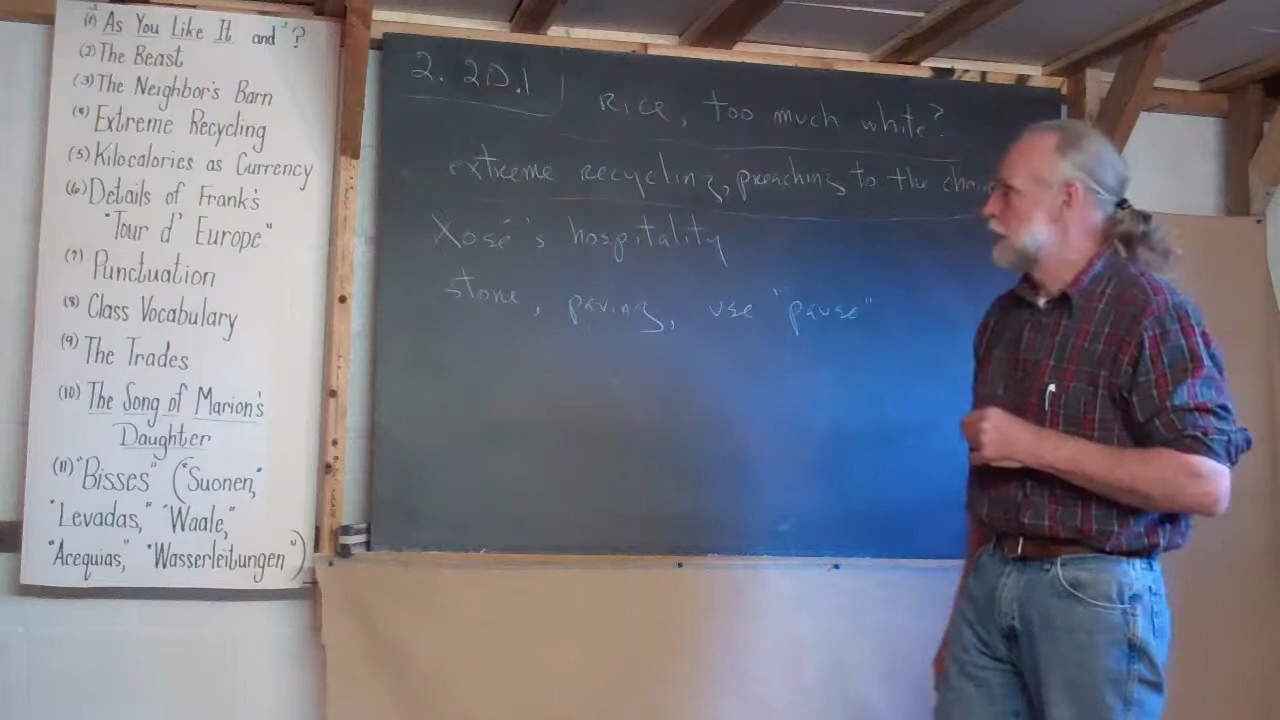 (1) As You Like It and ?
(2) The Beast
(3) The Neighbor's Barn
(4) Extreme Recycling
(5) Kilocalories as Currency
(6) Details of Frank's
"Tour d' Europe"
(7) Punctuation
(8) Class Vocabulary
(9) The Trades
(10) The Song of Marion's
Daughter
(11) "Bisses" ("Suonen,"
"Levadas," "Waale,"
"Acequias," "Wasserleitungen")
2. 2D.1
Rice, too much white?
extreme recycling, preaching to the choir
Xosé's hospitality
stone, paving, use "pause"